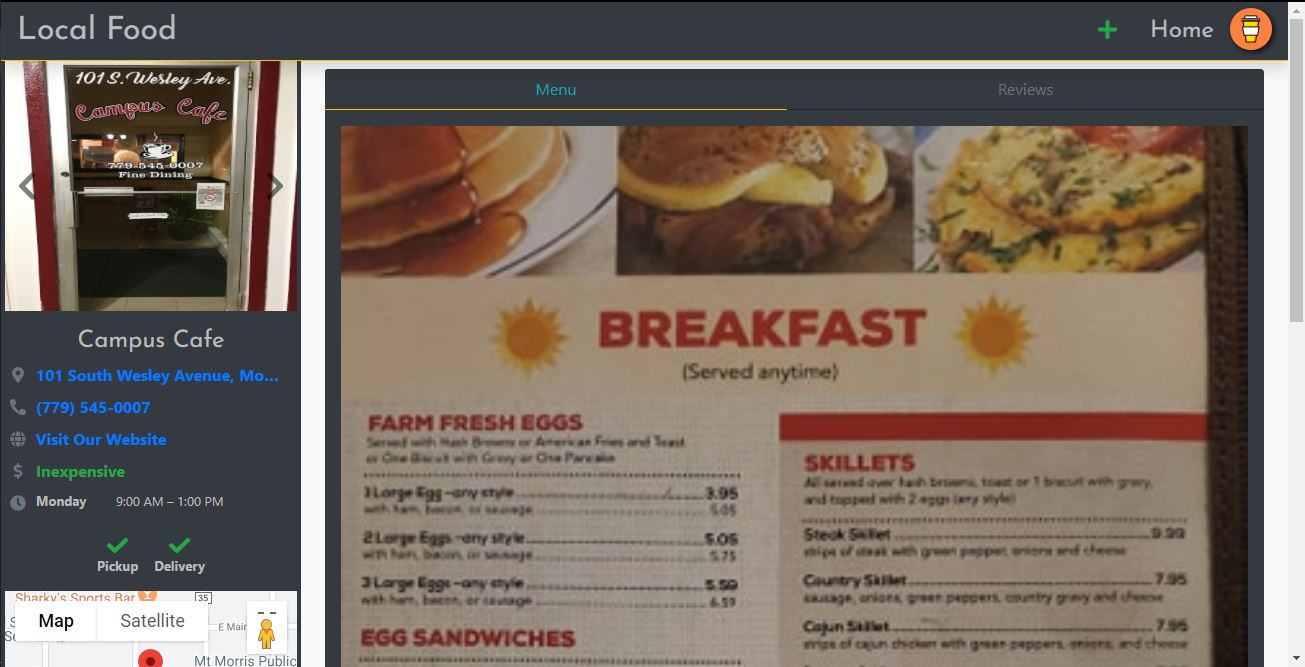 Local Food
Home
101 S. Wesley Ave.
Campus Cafe
779-545-0007
Fine Dining
Campus Cafe
101 South Wesley Avenue, Mo...
(779) 545-0007
Visit Our Website
Inexpensive
Monday 9:00 AM – 1:00 PM
Pickup Delivery
Sharky's Sports Bar
35
Map Satellite
E Main
Mt Morris Public
Menu Reviews
BREAKFAST
(Served anytime)
FARM FRESH EGGS
Served with Hash Browns or American Fries and Toast
or One Biscuit with Gravy or One Pancake
1 Large Egg -any style 3.95
with ham, bacon, or sausage 5.05
2 Large Eggs -any style 5.05
with ham, bacon, or sausage 5.75
3 Large Eggs -any style 5.50
with ham, bacon, or sausage 6.59
EGG SANDWICHES
SKILLETS
All served over hash browns, toast or 1 biscuit with gravy,
and topped with 2 eggs (any style)
Steak Skillet 9.99
strips of steak with green pepper, onions and cheese
Country Skillet 7.95
sausage, onions, green peppers, country gravy and cheese
Cajun Skillet 7.95
strips of cajun chicken with green peppers, onions, and cheese